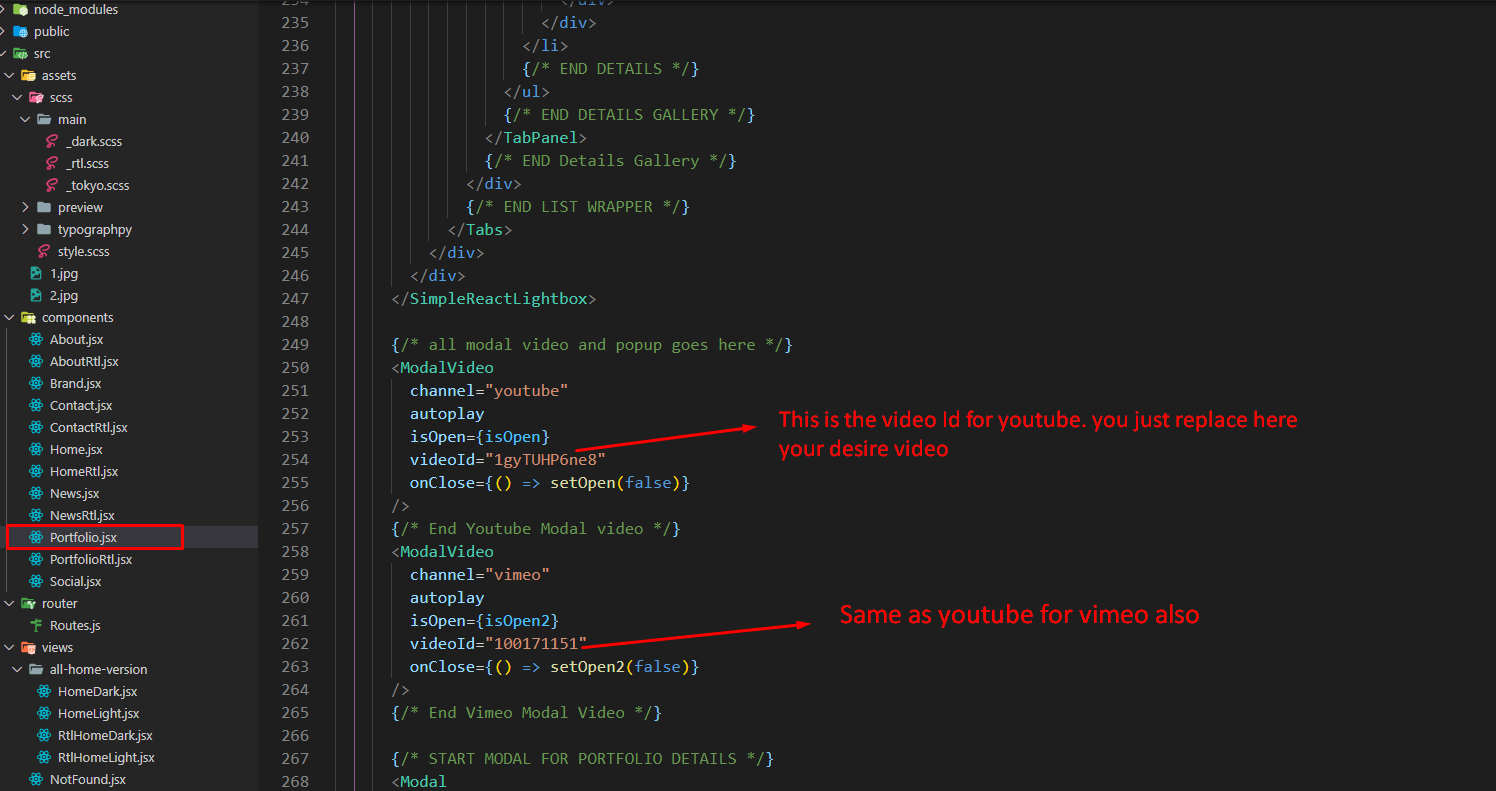 node_modules
public
src
assets
scss
main
_dark.scss
_rtl.scss
_tokyo.scss
preview
typographpy
style.scss
1.jpg
2.jpg
components
About.jsx
AboutRtl.jsx
Brand.jsx
Contact.jsx
ContactRtl.jsx
Home.jsx
HomeRtl.jsx
News.jsx
NewsRtl.jsx
Portfolio.jsx
PortfolioRtl.jsx
Social.jsx
router
Routes.js
views
all-home-version
HomeDark.jsx
HomeLight.jsx
RtlHomeDark.jsx
RtlHomeLight.jsx
NotFound.jsx
234 </div>
235 </div>
236 </li>
237 {/* END DETAILS */}
238 </ul>
239 {/* END DETAILS GALLERY */}
240 </TabPanel>
241 {/* END Details Gallery */}
242 </div>
243 {/* END LIST WRAPPER */}
244 </Tabs>
245 </div>
246 </div>
247 </SimpleReactLightbox>
248
249 {/* all modal video and popup goes here */}
250 <ModalVideo
251 channel="youtube"
252 autoplay
253 isOpen={isOpen}
254 videoId="1gyTUHP6ne8"
255 onClose={() => setOpen(false)}
256 />
257 {/* End Youtube Modal video */}
258 <ModalVideo
259 channel="vimeo"
260 autoplay
261 isOpen={isOpen2}
262 videoId="100171151"
263 onClose={() => setOpen2(false)}
264 />
265 {/* End Vimeo Modal Video */}
266
267 {/* START MODAL FOR PORTFOLIO DETAILS */}
268 <Modal
This is the video Id for youtube. you just replace here
your desire video
Same as youtube for vimeo also